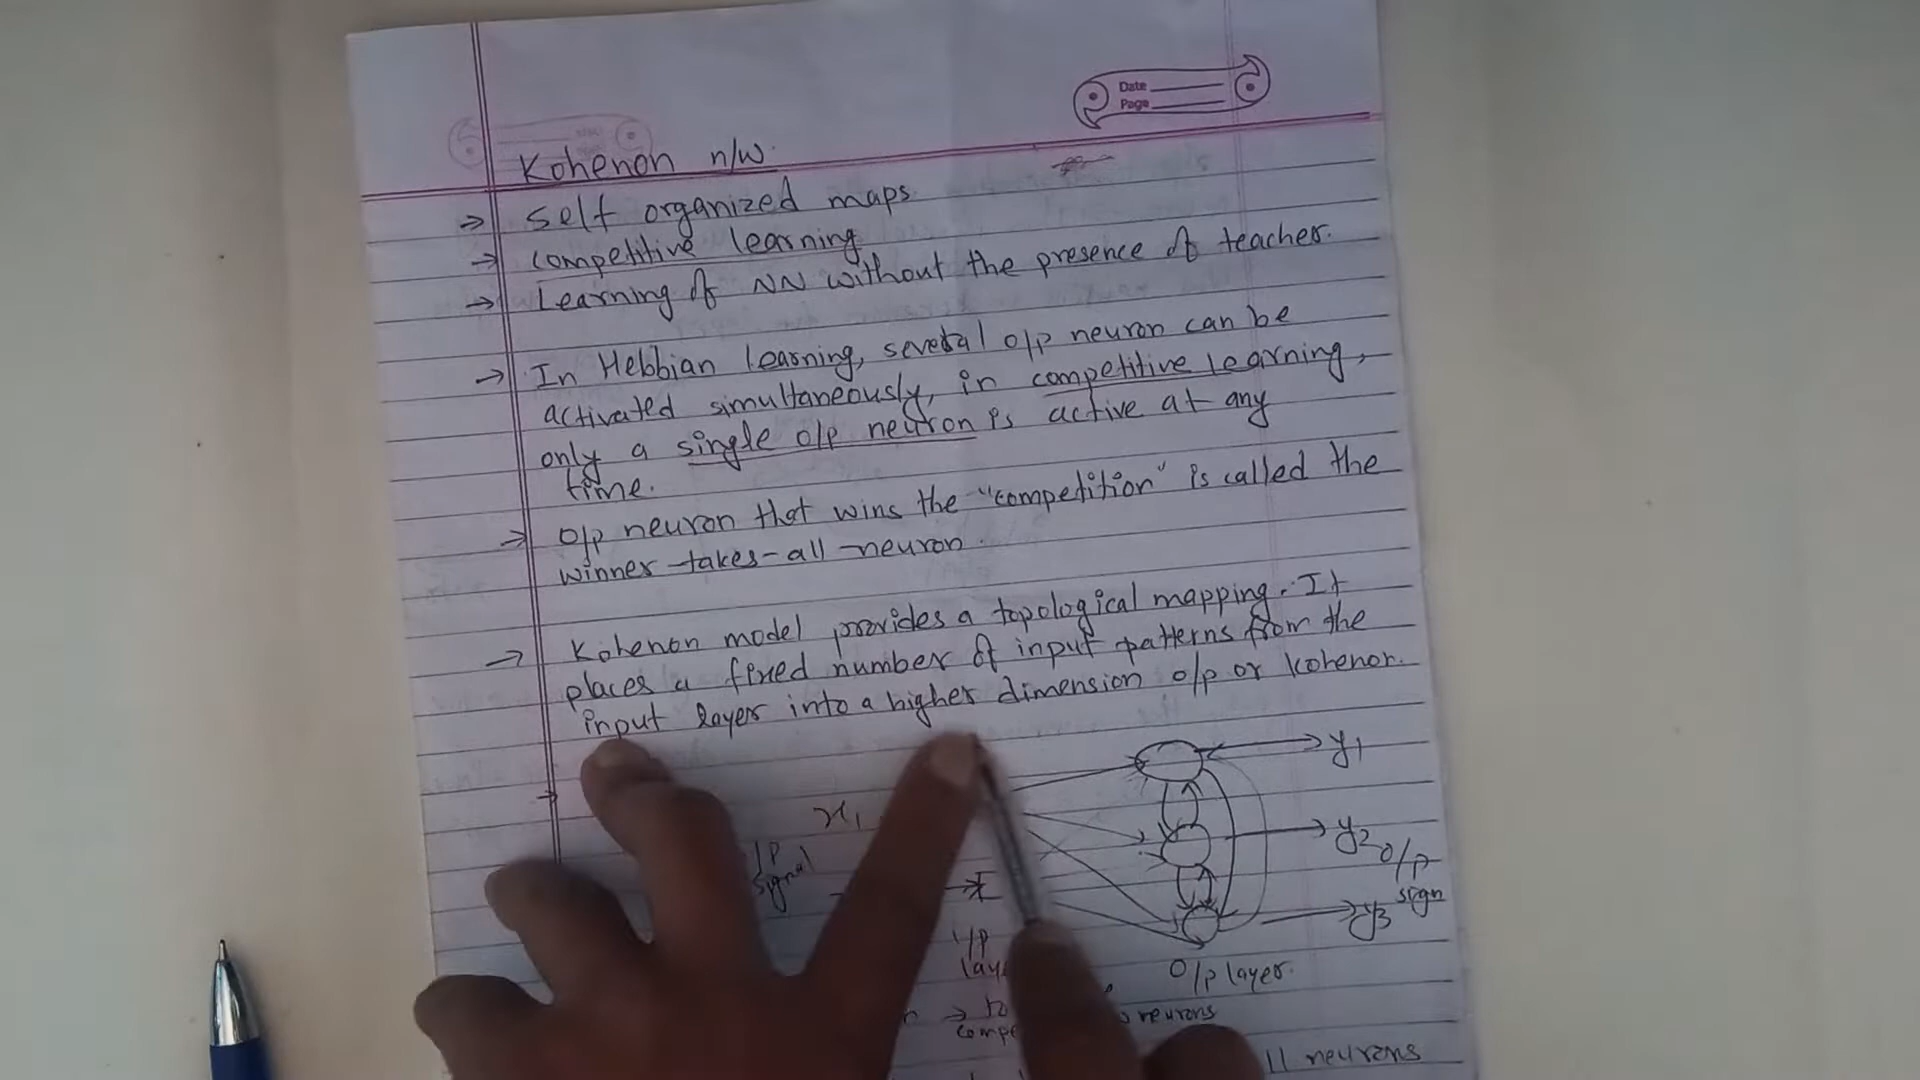 Date
Page
Kohenon n/w.
→ Self organized maps
→ competitive learning
→ Learning of NN without the presence of teacher.
→ In Hebbian learning, several o/p neuron can be
activated simultaneously, in competitive learning,
only a single o/p neuron is active at any
time.
→ O/p neuron that wins the "competition" is called the
winner-takes-all-neuron.
→ Kohenon model provides a topological mapping. It
places a fixed number of input patterns from the
input layer into a higher dimension o/p or kohenon.
→
x1
y1
y2
y3
I/P
signal
o/p
sign
i/p
O/p layer.
→ to
neurons
ll neurons